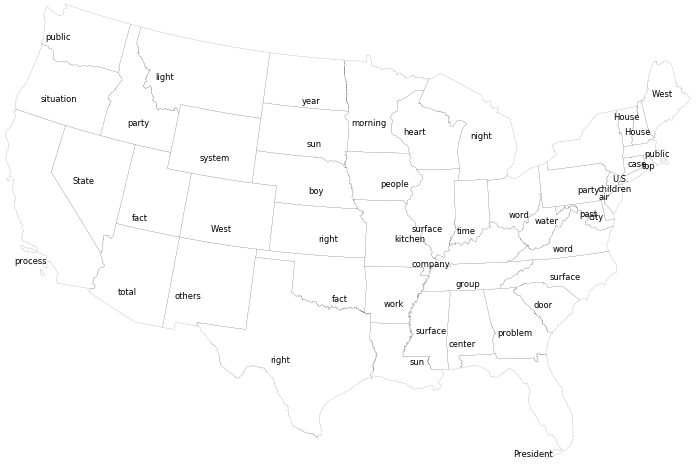 public
light
West
situation
year
House
party
morning
heart
House
night
sun
system
public
case
top
State
people
U.S.
boy
party
children
air
fact
word
past
city
West
water
surface
time
right
kitchen
word
process
company
surface
total
group
others
fact
work
door
surface
problem
center
right
sun
President